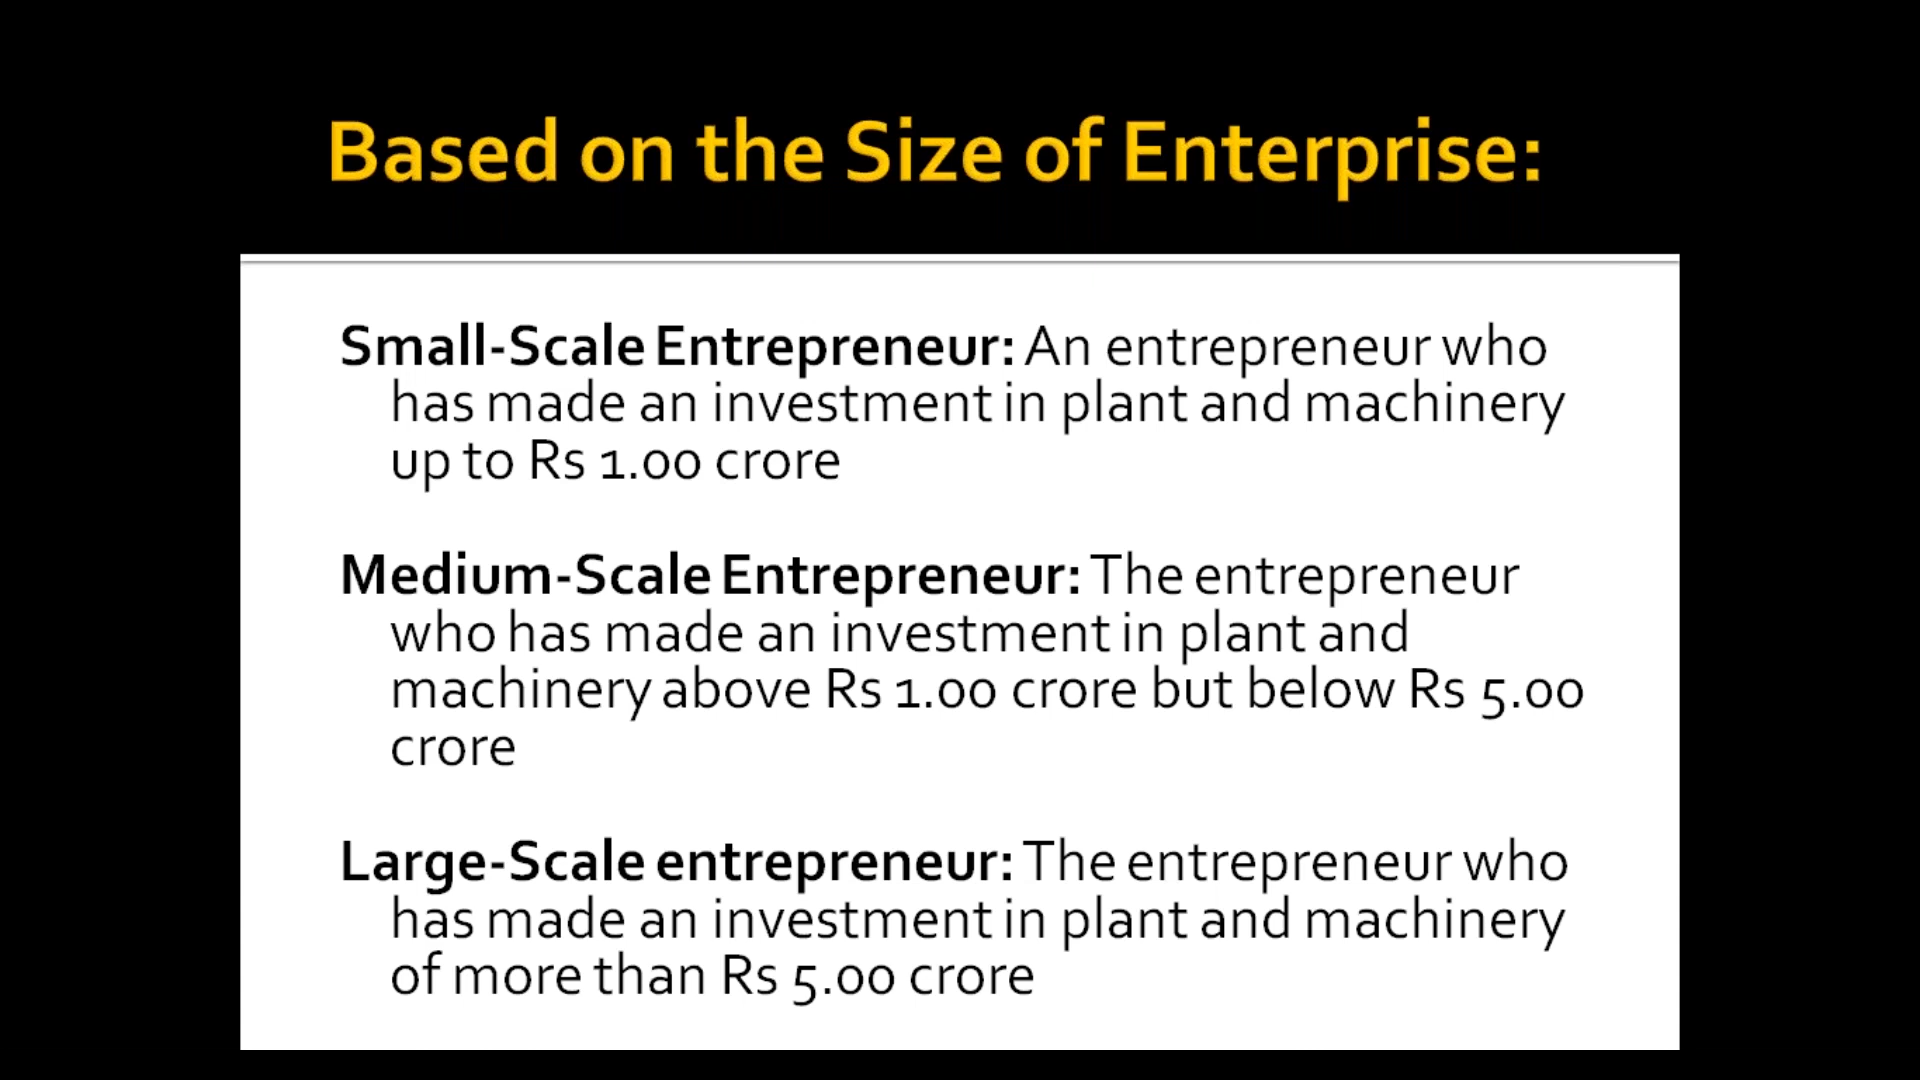 Based on the Size of Enterprise:
Small-Scale Entrepreneur: An entrepreneur who
has made an investment in plant and machinery
up to Rs 1.00 crore
Medium-Scale Entrepreneur: The entrepreneur
who has made an investment in plant and
machinery above Rs 1.00 crore but below Rs 5.00
crore
Large-Scale entrepreneur: The entrepreneur who
has made an investment in plant and machinery
of more than Rs 5.00 crore